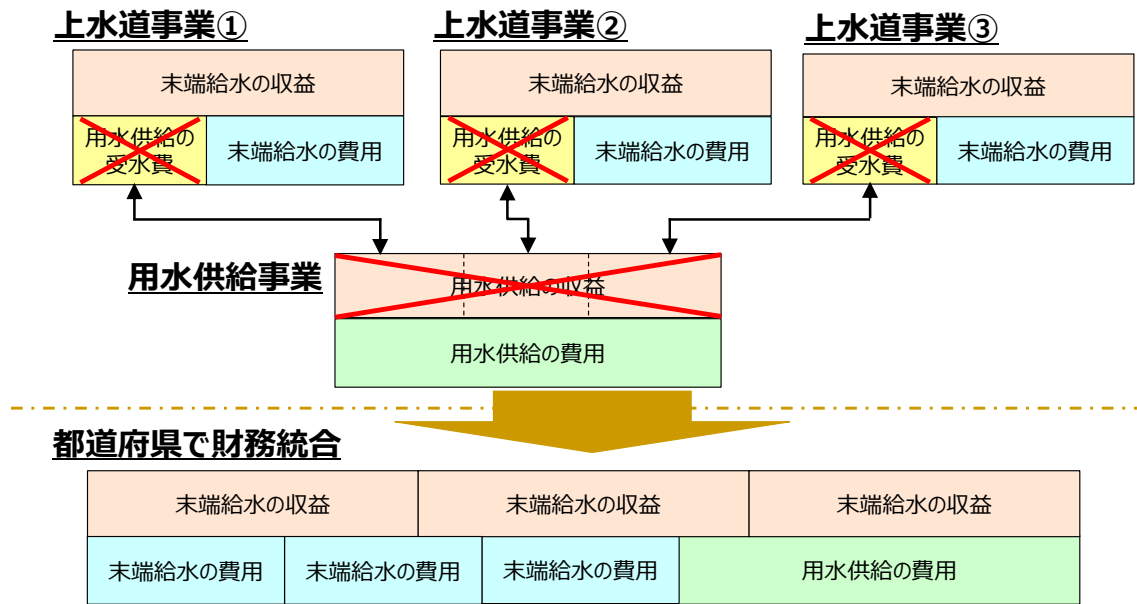 上水道事業①
上水道事業②
上水道事業③
末端給水の収益
末端給水の収益
末端給水の収益
用水供給の
受水費
末端給水の費用
用水供給の
受水費
末端給水の費用
用水供給の
受水費
末端給水の費用
用水供給事業
用水供給の収益
用水供給の費用
都道府県で財務統合
末端給水の収益
末端給水の収益
末端給水の収益
末端給水の費用
末端給水の費用
末端給水の費用
用水供給の費用